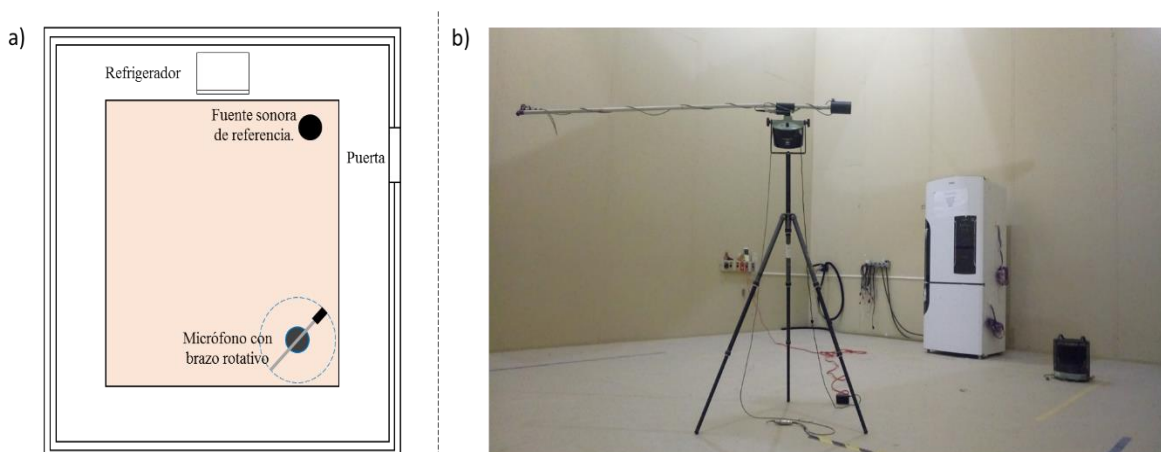 a)
Refrigerador
Fuente sonora
de referencia.
Puerta
Micrófono con
brazo rotativo
b)